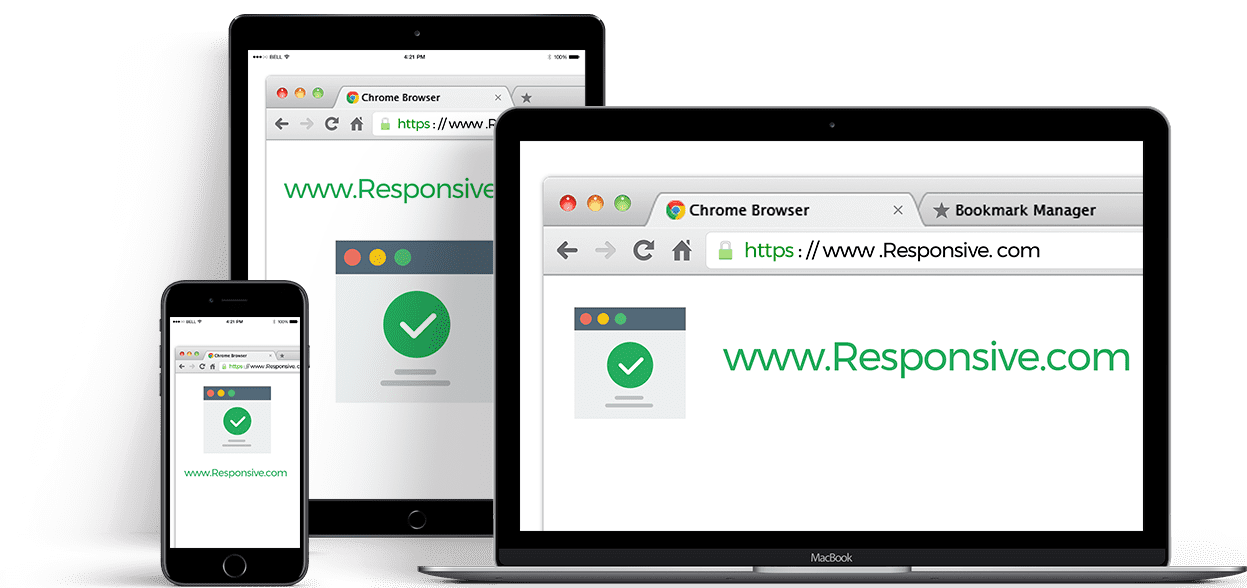 ●●●○○ BELL 4:21 PM 100%
Chrome Browser
https://www.R
www.Responsive
Chrome Browser
Bookmark Manager
https://www .Responsive. com
www.Responsive.com
MacBook
●●●○○ BELL 4:21 PM 100%
Chrome Browser
https://www.Responsive.c
www.Responsive.com